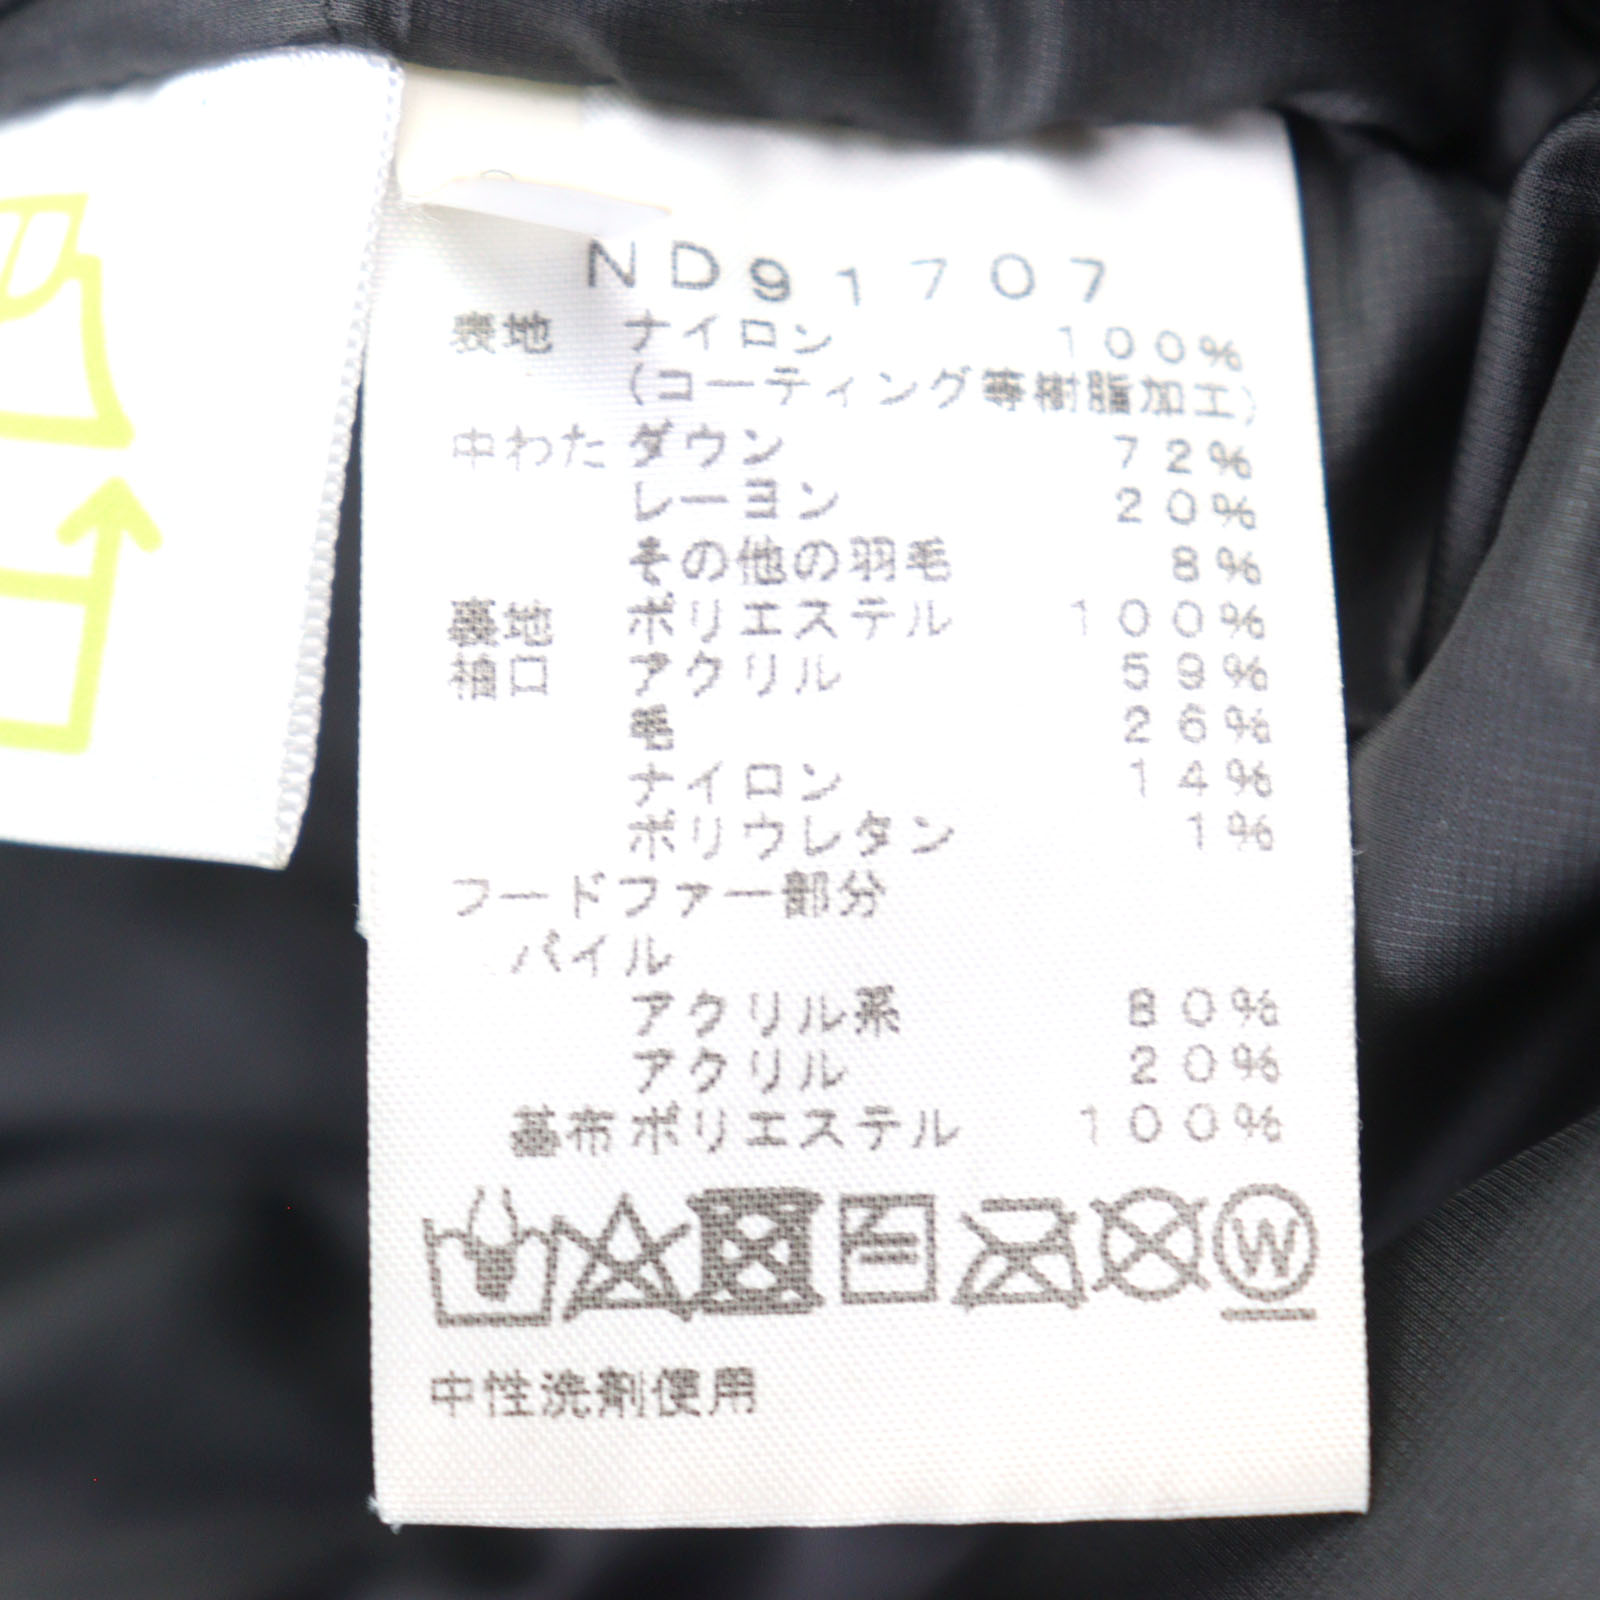 ND91707
表地 ナイロン 100%
(コーティング等樹脂加工)
中わた ダウン 72%
レーヨン 20%
その他の羽毛 8%
裏地 ポリエステル 100%
袖口 アクリル 59%
毛 26%
ナイロン 14%
ポリウレタン 1%
フードファー部分
パイル
アクリル系 80%
アクリル 20%
基布ポリエステル 100%
W
中性洗剤使用